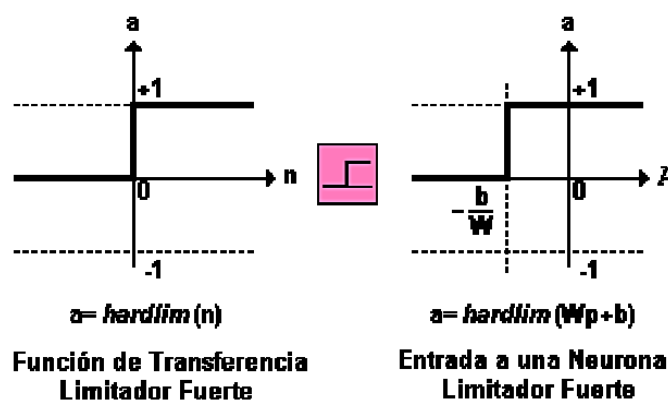 a
+1
n
0
-1
a= hardlim (n)
Función de Transferencia
Limitador Fuerte
a
+1
0
- b/W
-1
a= hardlim (Wp+b)
Entrada a una Neurona
Limitador Fuerte